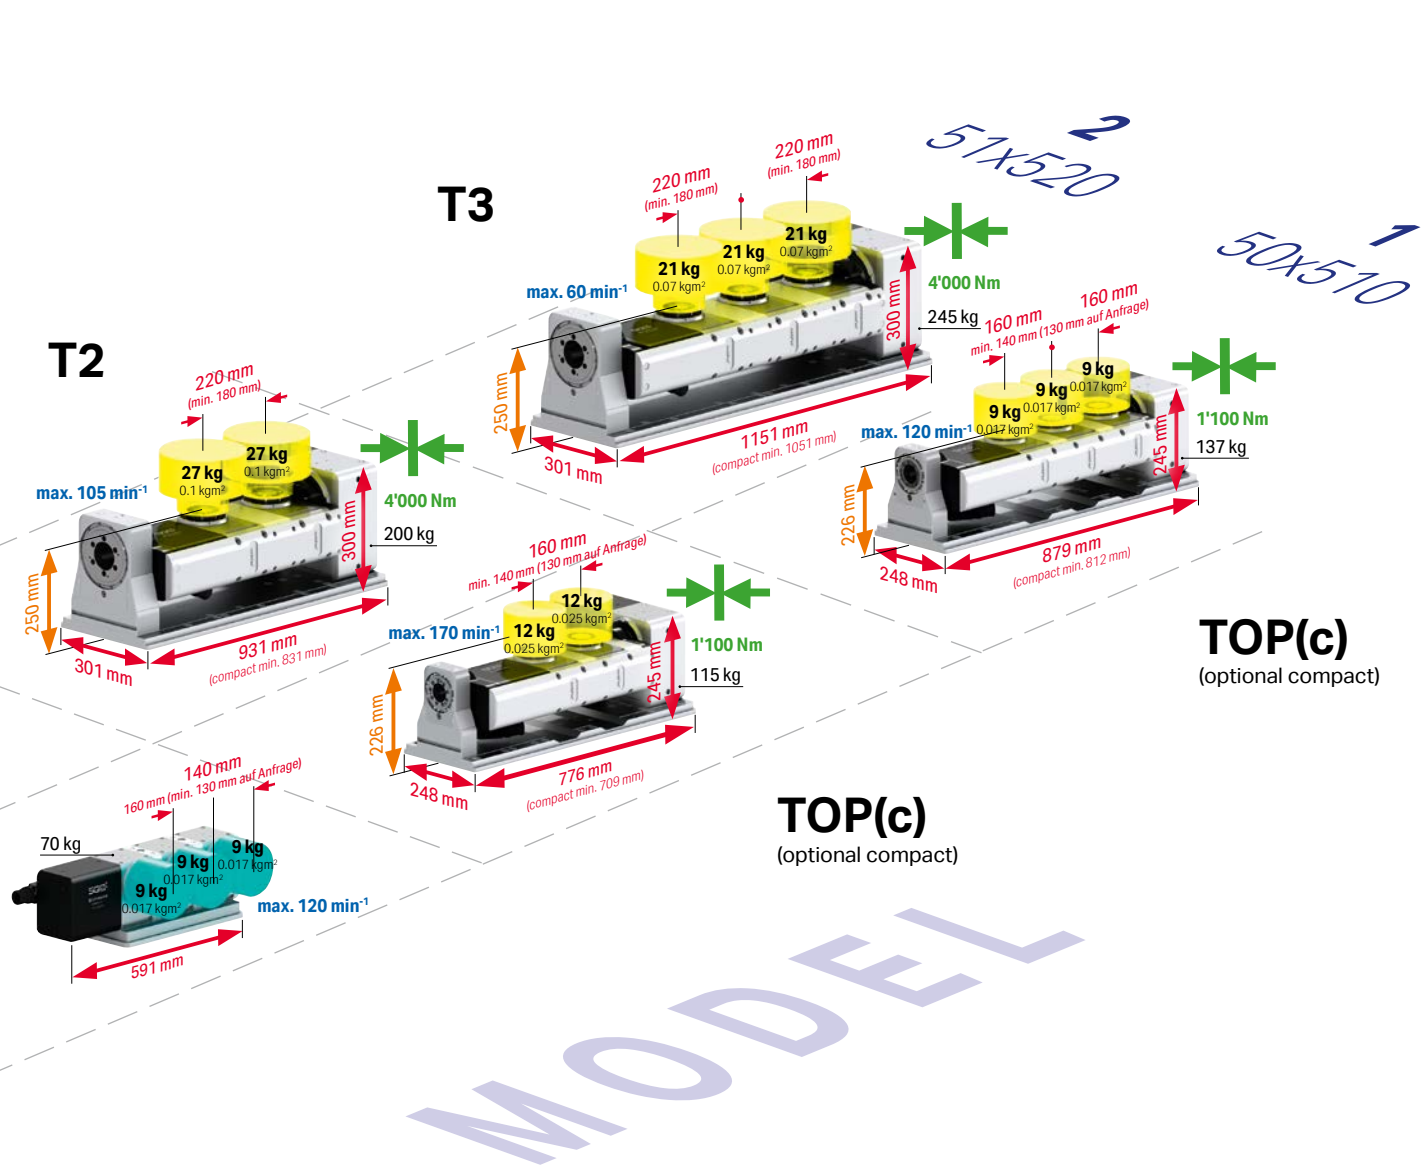 2
51x520
1
50x510
T3
220 mm
(min. 180 mm)
220 mm
(min. 180 mm)
21 kg
0.07 kgm²
21 kg
0.07 kgm²
21 kg
0.07 kgm²
max. 60 min⁻¹
4'000 Nm
245 kg
300 mm
250 mm
301 mm
1151 mm
(compact min. 1051 mm)
160 mm
160 mm
min. 140 mm (130 mm auf Anfrage)
9 kg
0.017 kgm²
9 kg
0.017 kgm²
9 kg
0.017 kgm²
max. 120 min⁻¹
1'100 Nm
137 kg
245 mm
226 mm
248 mm
879 mm
(compact min. 812 mm)
TOP(c)
(optional compact)
T2
220 mm
(min. 180 mm)
27 kg
0.1 kgm²
27 kg
0.1 kgm²
max. 105 min⁻¹
4'000 Nm
200 kg
300 mm
250 mm
301 mm
931 mm
(compact min. 831 mm)
160 mm
min. 140 mm (130 mm auf Anfrage)
12 kg
0.025 kgm²
12 kg
0.025 kgm²
max. 170 min⁻¹
1'100 Nm
115 kg
245 mm
226 mm
248 mm
776 mm
(compact min. 709 mm)
TOP(c)
(optional compact)
140 mm
160 mm (min. 130 mm auf Anfrage)
70 kg
9 kg
0.017 kgm²
9 kg
0.017 kgm²
9 kg
0.017 kgm²
max. 120 min⁻¹
591 mm
MODEL